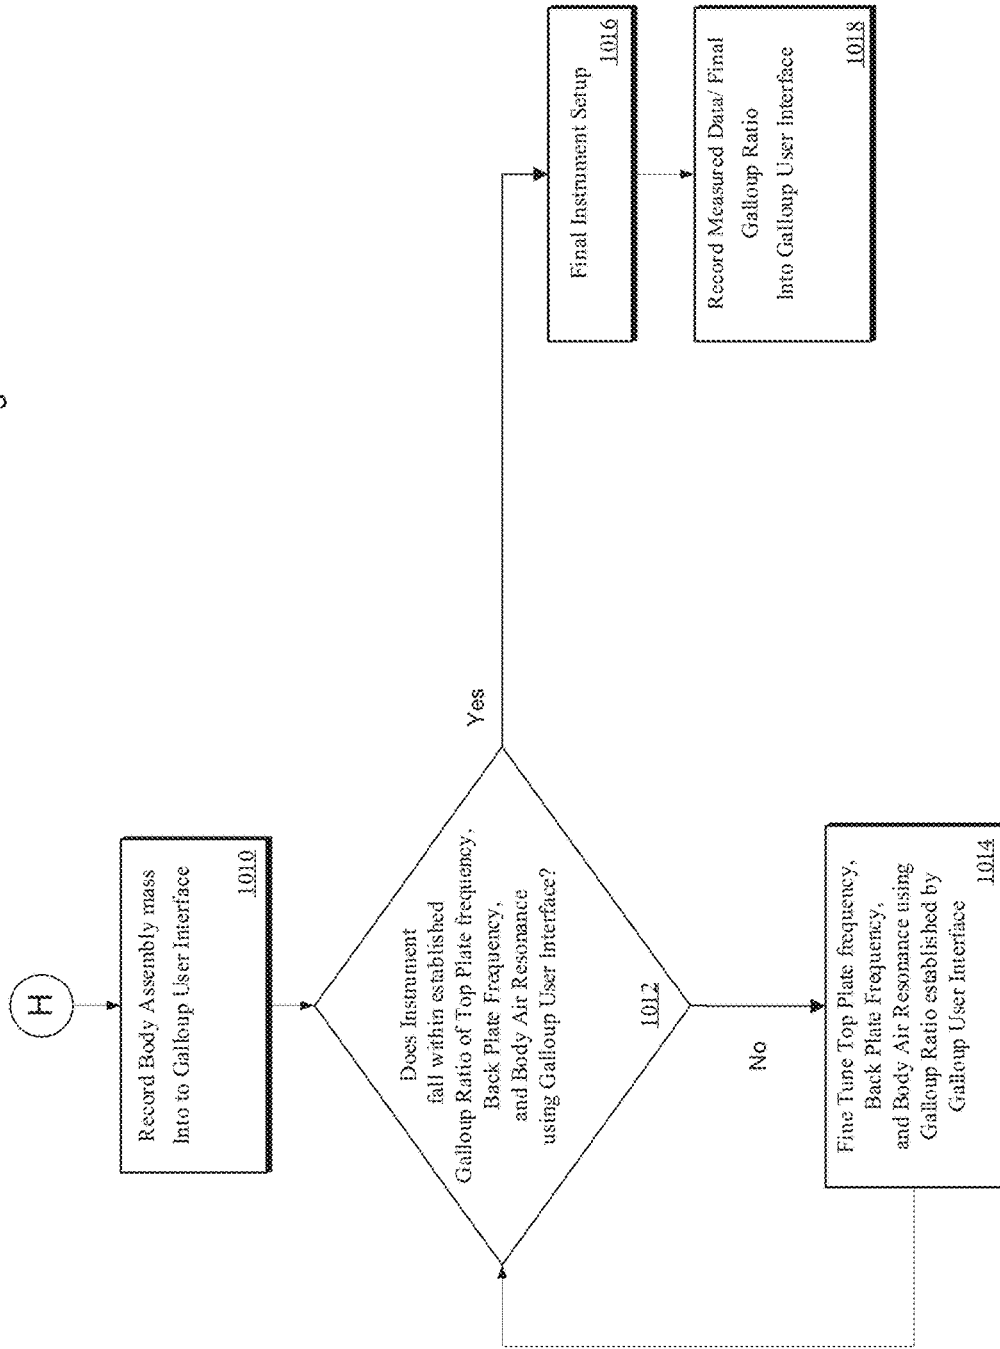 H
Record Body Assembly mass
Into to Galloup User Interface
1010
Does Instrument
fall within established
Galloup Ratio of Top Plate frequency,
Back Plate Frequency,
and Body Air Resonance
using Galloup User Interface?
1012
Yes
No
Fine Tune Top Plate frequency,
Back Plate Frequency,
and Body Air Resonance using
Galloup Ratio established by
Galloup User Interface
1014
Final Instrument Setup
1016
Record Measured Data/ Final
Galloup Ratio
Into Galloup User Interface
1018